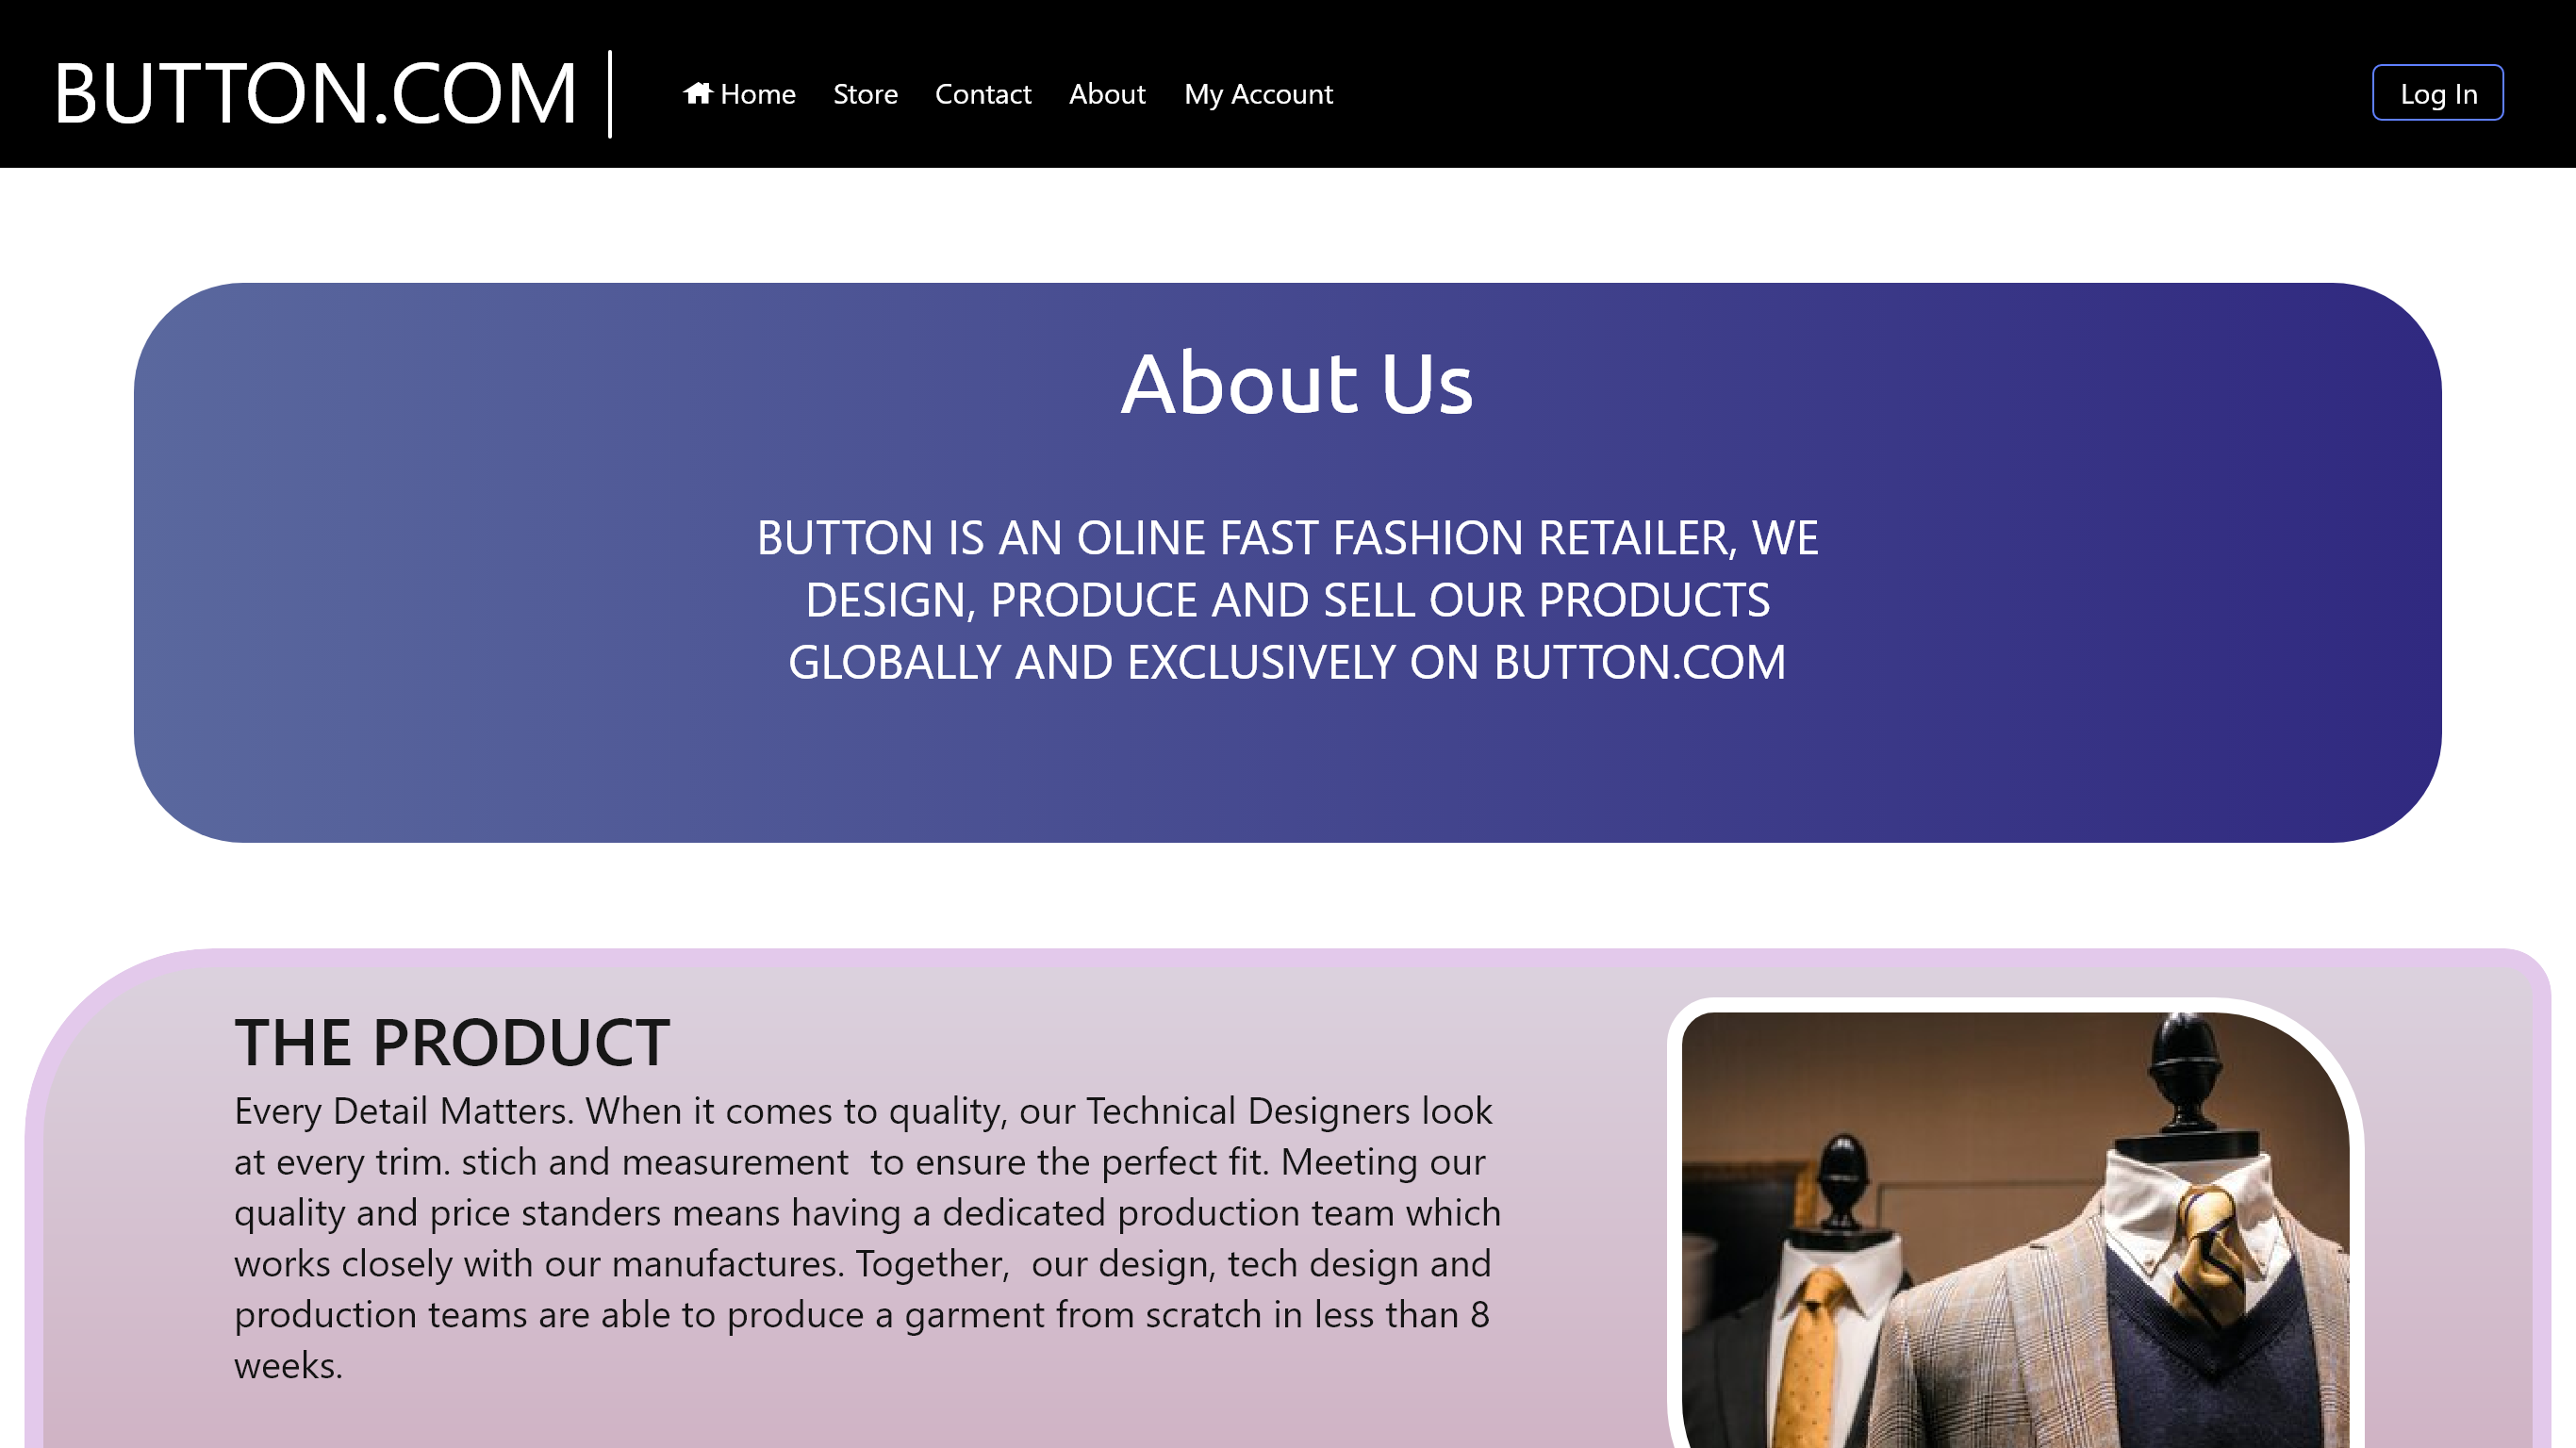 BUTTON.COM
Home Store Contact About My Account
Log In
About Us
BUTTON IS AN OLINE FAST FASHION RETAILER, WE
DESIGN, PRODUCE AND SELL OUR PRODUCTS
GLOBALLY AND EXCLUSIVELY ON BUTTON.COM
THE PRODUCT
Every Detail Matters. When it comes to quality, our Technical Designers look
at every trim. stich and measurement  to ensure the perfect fit. Meeting our
quality and price standers means having a dedicated production team which
works closely with our manufactures. Together,  our design, tech design and
production teams are able to produce a garment from scratch in less than 8
weeks.